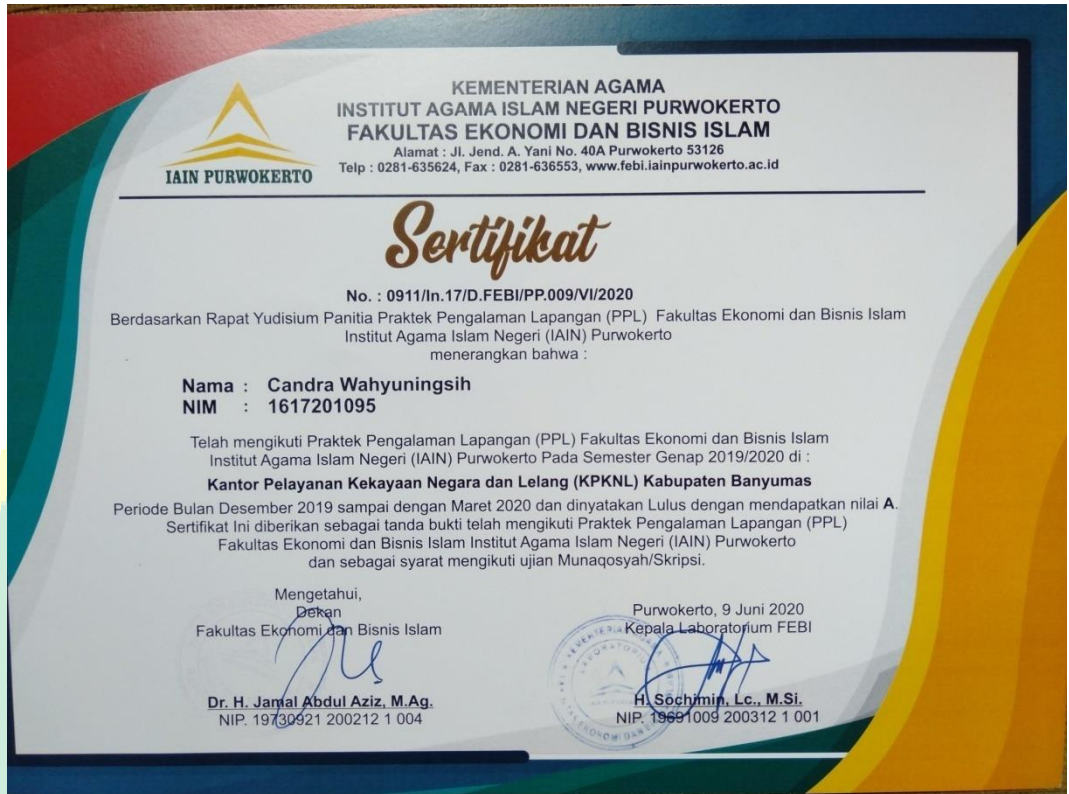 KEMENTERIAN AGAMA
INSTITUT AGAMA ISLAM NEGERI PURWOKERTO
FAKULTAS EKONOMI DAN BISNIS ISLAM
Alamat : Jl. Jend. A. Yani No. 40A Purwokerto 53126
Telp : 0281-635624, Fax : 0281-636553, www.febi.iainpurwokerto.ac.id
IAIN PURWOKERTO
Sertifikat
No. : 0911/In.17/D.FEBI/PP.009/VI/2020
Berdasarkan Rapat Yudisium Panitia Praktek Pengalaman Lapangan (PPL) Fakultas Ekonomi dan Bisnis Islam
Institut Agama Islam Negeri (IAIN) Purwokerto
menerangkan bahwa :
Nama : Candra Wahyuningsih
NIM : 1617201095
Telah mengikuti Praktek Pengalaman Lapangan (PPL) Fakultas Ekonomi dan Bisnis Islam
Institut Agama Islam Negeri (IAIN) Purwokerto Pada Semester Genap 2019/2020 di :
Kantor Pelayanan Kekayaan Negara dan Lelang (KPKNL) Kabupaten Banyumas
Periode Bulan Desember 2019 sampai dengan Maret 2020 dan dinyatakan Lulus dengan mendapatkan nilai A.
Sertifikat Ini diberikan sebagai tanda bukti telah mengikuti Praktek Pengalaman Lapangan (PPL)
Fakultas Ekonomi dan Bisnis Islam Institut Agama Islam Negeri (IAIN) Purwokerto
dan sebagai syarat mengikuti ujian Munaqosyah/Skripsi.
Mengetahui,
Dekan
Fakultas Ekonomi dan Bisnis Islam
Dr. H. Jamal Abdul Aziz, M.Ag.
NIP. 19730921 200212 1 004
Purwokerto, 9 Juni 2020
Kepala Laboratorium FEBI
H. Sochimin, Lc., M.Si.
NIP. 19691009 200312 1 001